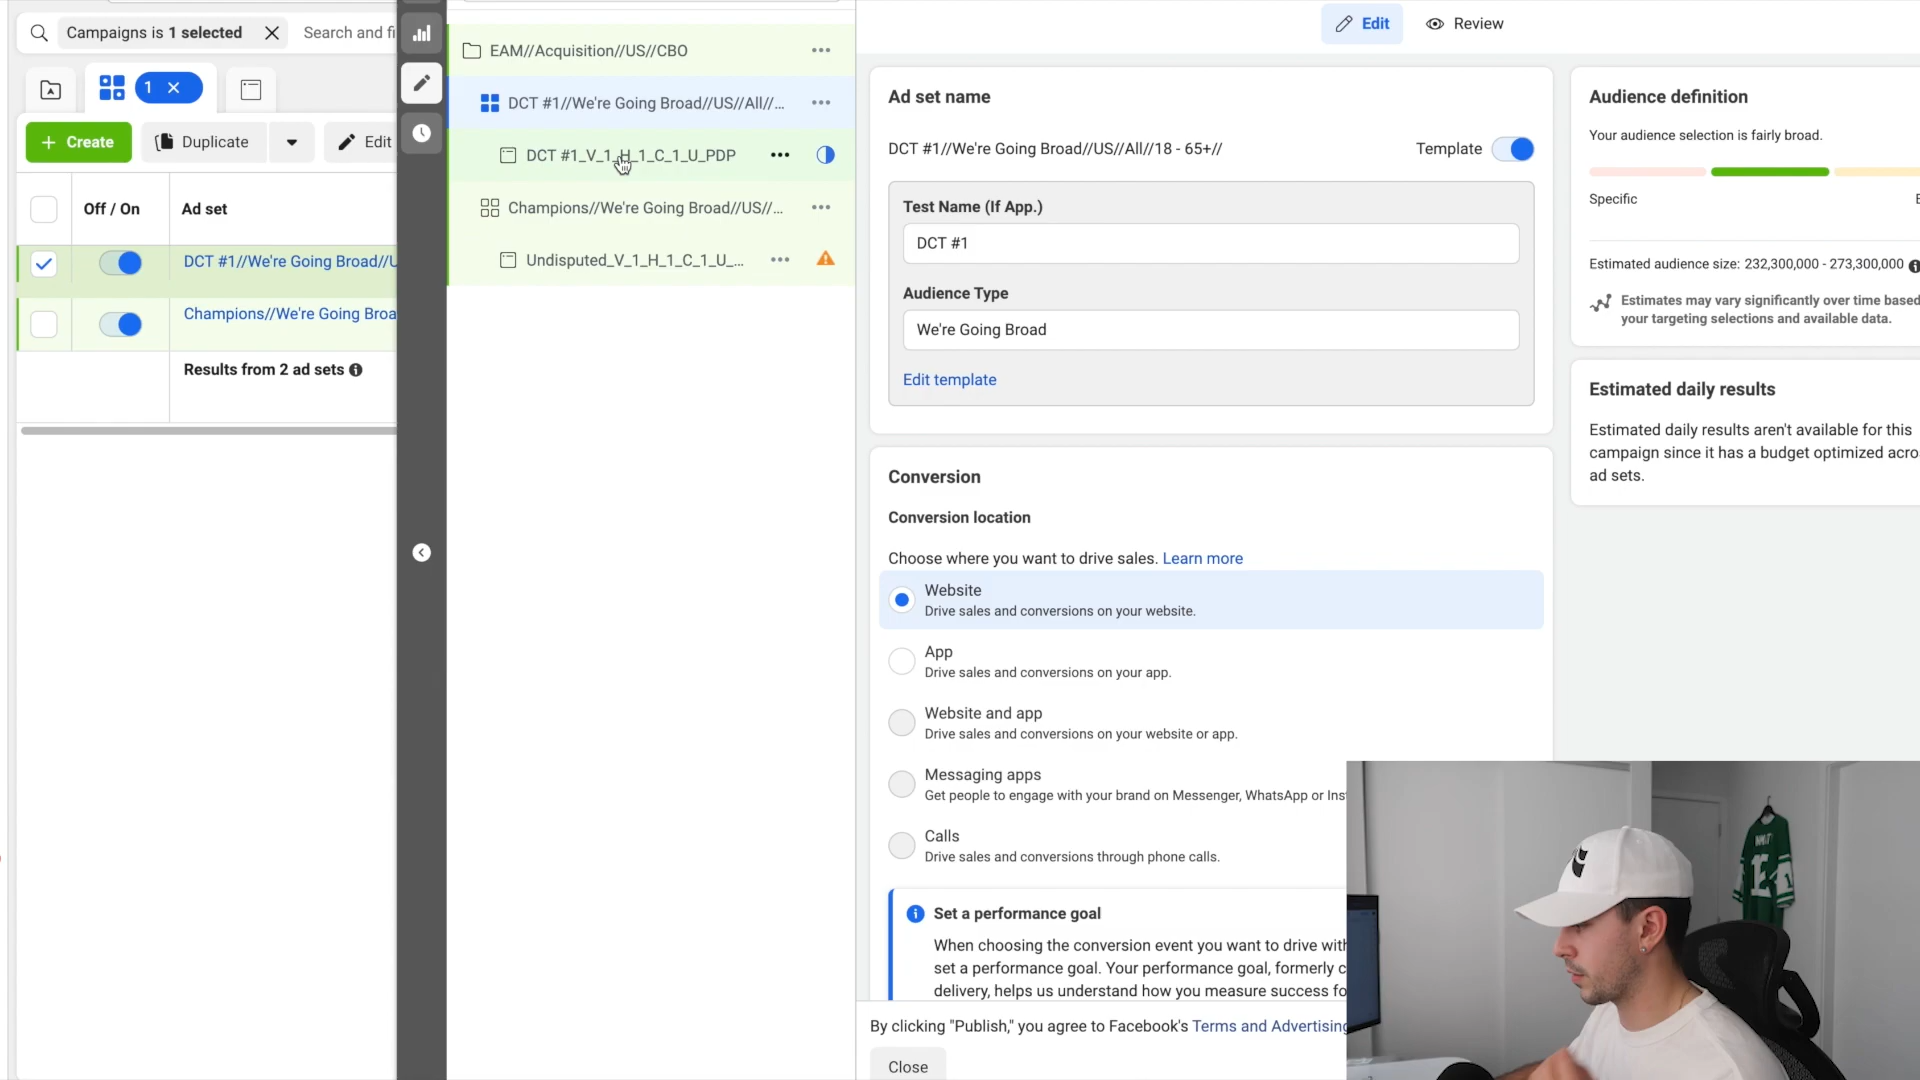 Campaigns is 1 selected
Search and fi
1
Create
Duplicate
Edit
Off / On
Ad set
DCT #1//We're Going Broad//U
Champions//We're Going Broa
Results from 2 ad sets
EAM//Acquisition//US//CBO
DCT #1//We're Going Broad//US//All//...
DCT #1_V_1_H_1_C_1_U_PDP
Champions//We're Going Broad//US//...
Undisputed_V_1_H_1_C_1_U_...
Edit
Review
Ad set name
DCT #1//We're Going Broad//US//All//18 - 65+//
Template
Test Name (If App.)
DCT #1
Audience Type
We're Going Broad
Edit template
Conversion
Conversion location
Choose where you want to drive sales. Learn more
Website
Drive sales and conversions on your website.
App
Drive sales and conversions on your app.
Website and app
Drive sales and conversions on your website or app.
Messaging apps
Get people to engage with your brand on Messenger, WhatsApp or Ins
Calls
Drive sales and conversions through phone calls.
Set a performance goal
When choosing the conversion event you want to drive with
set a performance goal. Your performance goal, formerly c
delivery, helps us understand how you measure success fo
By clicking "Publish," you agree to Facebook's Terms and Advertising
Close
Audience definition
Your audience selection is fairly broad.
Specific
Estimated audience size: 232,300,000 - 273,300,000
Estimates may vary significantly over time based
your targeting selections and available data.
Estimated daily results
Estimated daily results aren't available for this
campaign since it has a budget optimized acro
ad sets.